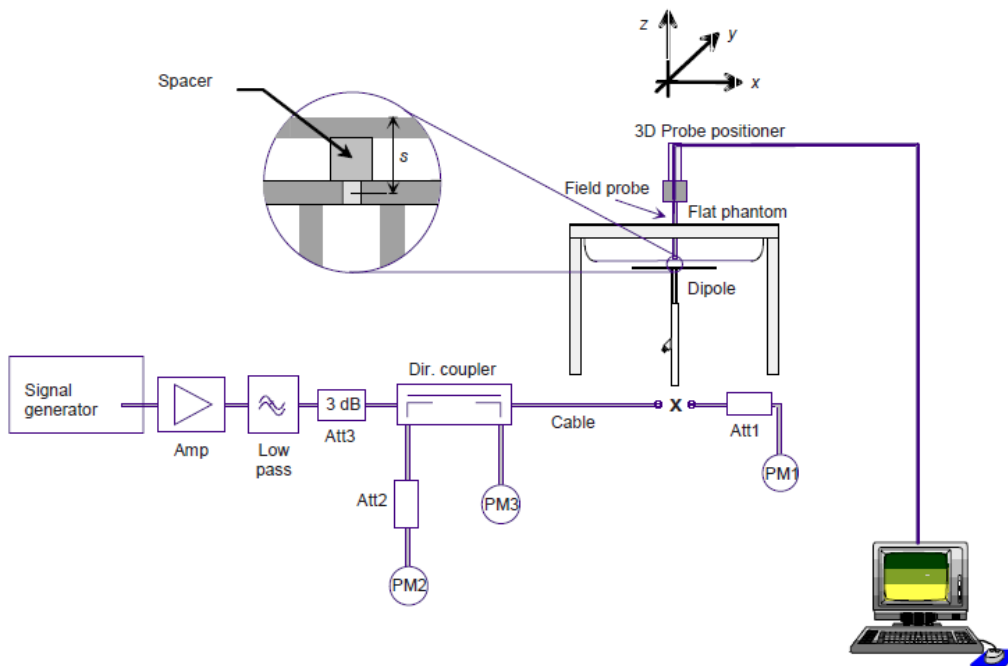 z
y
x
Spacer
s
3D Probe positioner
Field probe
Flat phantom
Dipole
Signal
generator
Amp
Low
pass
3 dB
Att3
Dir. coupler
Cable
X
Att1
PM1
Att2
PM3
PM2